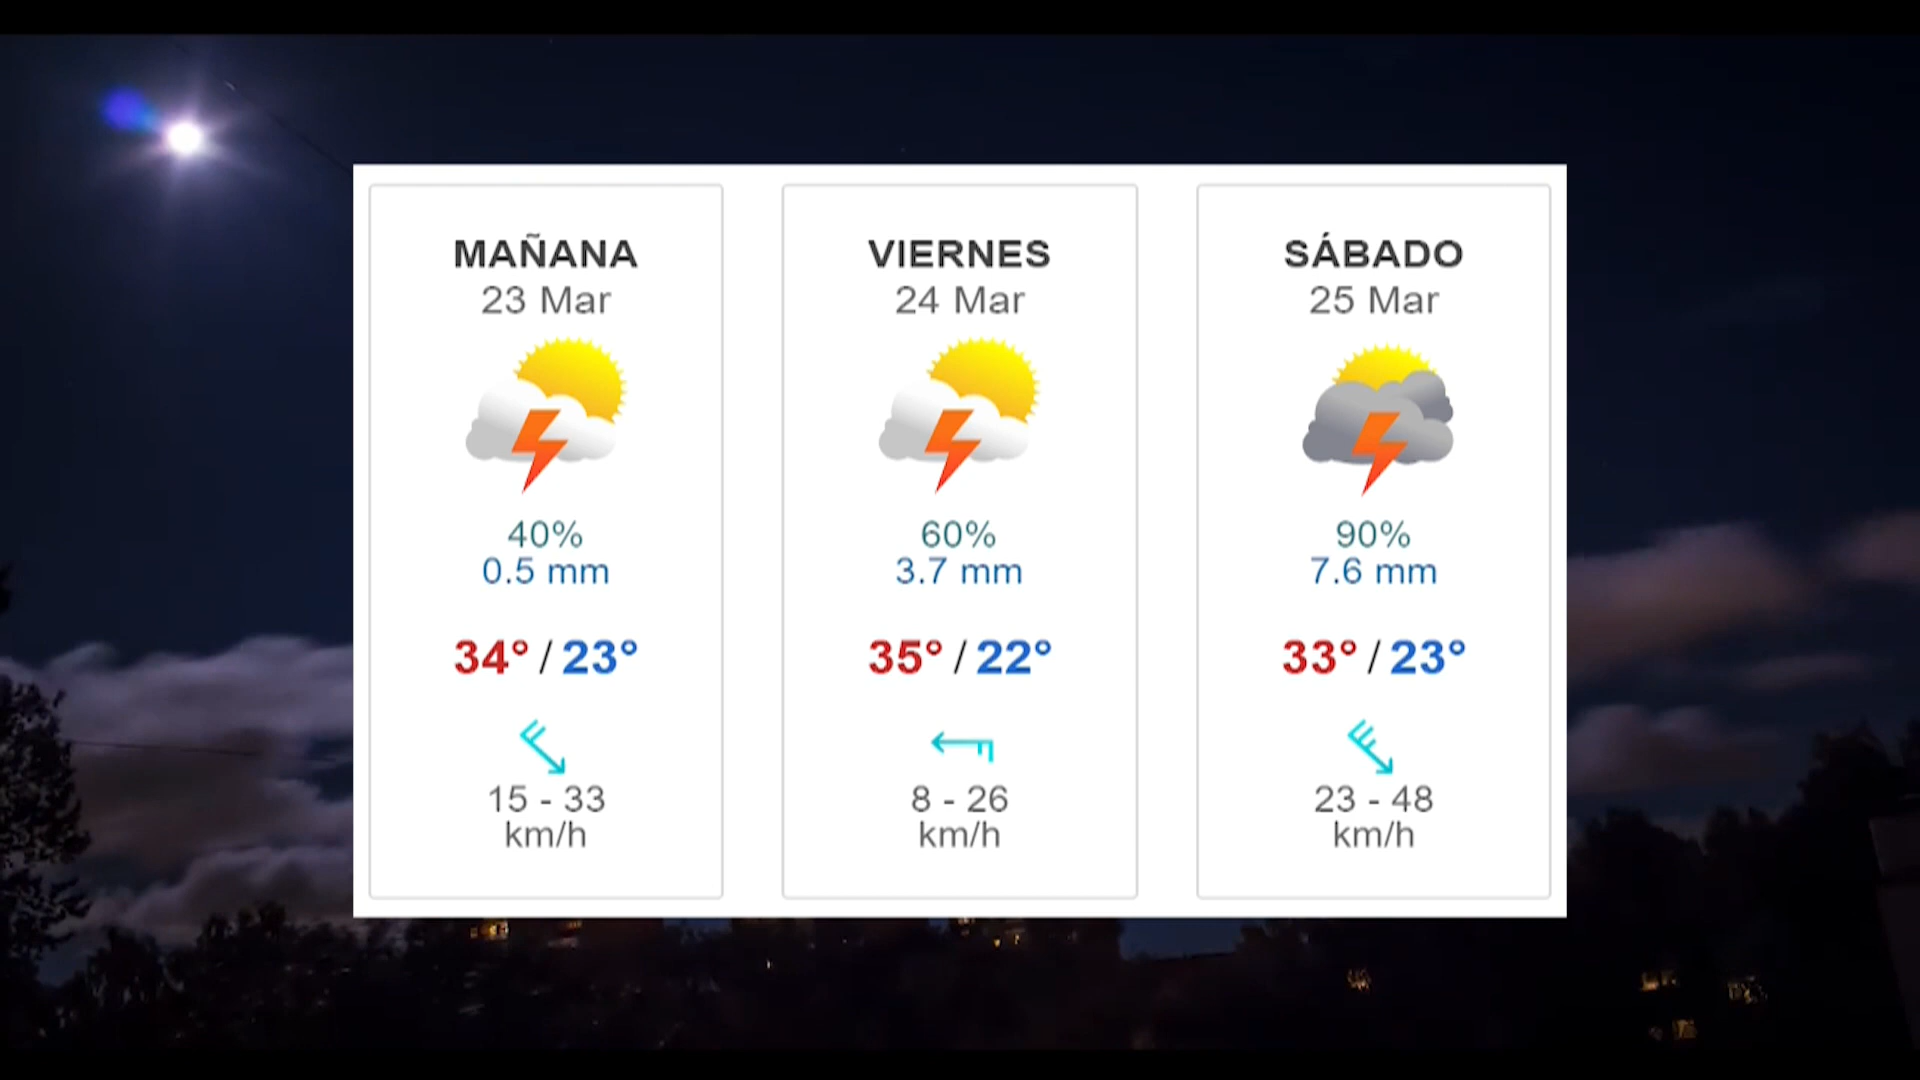 MAÑANA
23 Mar
40%
0.5 mm
34° / 23°
15 - 33
km/h
VIERNES
24 Mar
60%
3.7 mm
35° / 22°
8 - 26
km/h
SÁBADO
25 Mar
90%
7.6 mm
33° / 23°
23 - 48
km/h